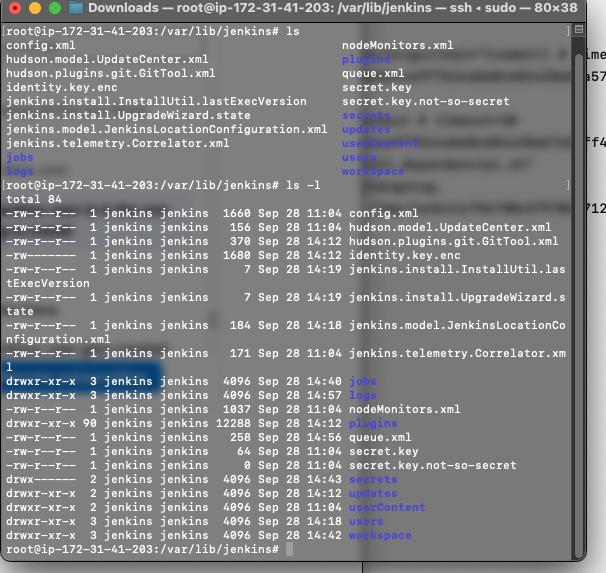 Downloads — root@ip-172-31-41-203: /var/lib/jenkins — ssh ◂ sudo — 80×38
[root@ip-172-31-41-203:/var/lib/jenkins# ls ]
config.xml nodeMonitors.xml
hudson.model.UpdateCenter.xml plugins
hudson.plugins.git.GitTool.xml queue.xml
identity.key.enc secret.key
jenkins.install.InstallUtil.lastExecVersion secret.key.not-so-secret
jenkins.install.UpgradeWizard.state secrets
jenkins.model.JenkinsLocationConfiguration.xml updates
jenkins.telemetry.Correlator.xml userContent
jobs users
logs workspace
[root@ip-172-31-41-203:/var/lib/jenkins# ls -l ]
total 84
-rw-r--r-- 1 jenkins jenkins 1660 Sep 28 11:04 config.xml
-rw-r--r-- 1 jenkins jenkins 156 Sep 28 11:04 hudson.model.UpdateCenter.xml
-rw-r--r-- 1 jenkins jenkins 370 Sep 28 14:12 hudson.plugins.git.GitTool.xml
-rw------- 1 jenkins jenkins 1680 Sep 28 11:12 identity.key.enc
-rw-r--r-- 1 jenkins jenkins 7 Sep 28 14:19 jenkins.install.InstallUtil.las
tExecVersion
-rw-r--r-- 1 jenkins jenkins 7 Sep 28 14:19 jenkins.install.UpgradeWizard.s
tate
-rw-r--r-- 1 jenkins jenkins 184 Sep 28 14:18 jenkins.model.JenkinsLocationCo
nfiguration.xml
-rw-r--r-- 1 jenkins jenkins 171 Sep 28 11:04 jenkins.telemetry.Correlator.xm
l
drwxr-xr-x 3 jenkins jenkins 4096 Sep 28 14:40 jobs
drwxr-xr-x 3 jenkins jenkins 4096 Sep 28 14:57 logs
-rw-r--r-- 1 jenkins jenkins 1037 Sep 28 11:04 nodeMonitors.xml
drwxr-xr-x 90 jenkins jenkins 12288 Sep 28 14:12 plugins
-rw-r--r-- 1 jenkins jenkins 258 Sep 28 14:56 queue.xml
-rw-r--r-- 1 jenkins jenkins 64 Sep 28 11:04 secret.key
-rw-r--r-- 1 jenkins jenkins 0 Sep 28 11:04 secret.key.not-so-secret
drwx------ 2 jenkins jenkins 4096 Sep 28 14:43 secrets
drwxr-xr-x 2 jenkins jenkins 4096 Sep 28 14:12 updates
drwxr-xr-x 2 jenkins jenkins 4096 Sep 28 11:04 userContent
drwxr-xr-x 3 jenkins jenkins 4096 Sep 28 14:18 users
drwxr-xr-x 3 jenkins jenkins 4096 Sep 28 14:42 workspace
root@ip-172-31-41-203:/var/lib/jenkins#